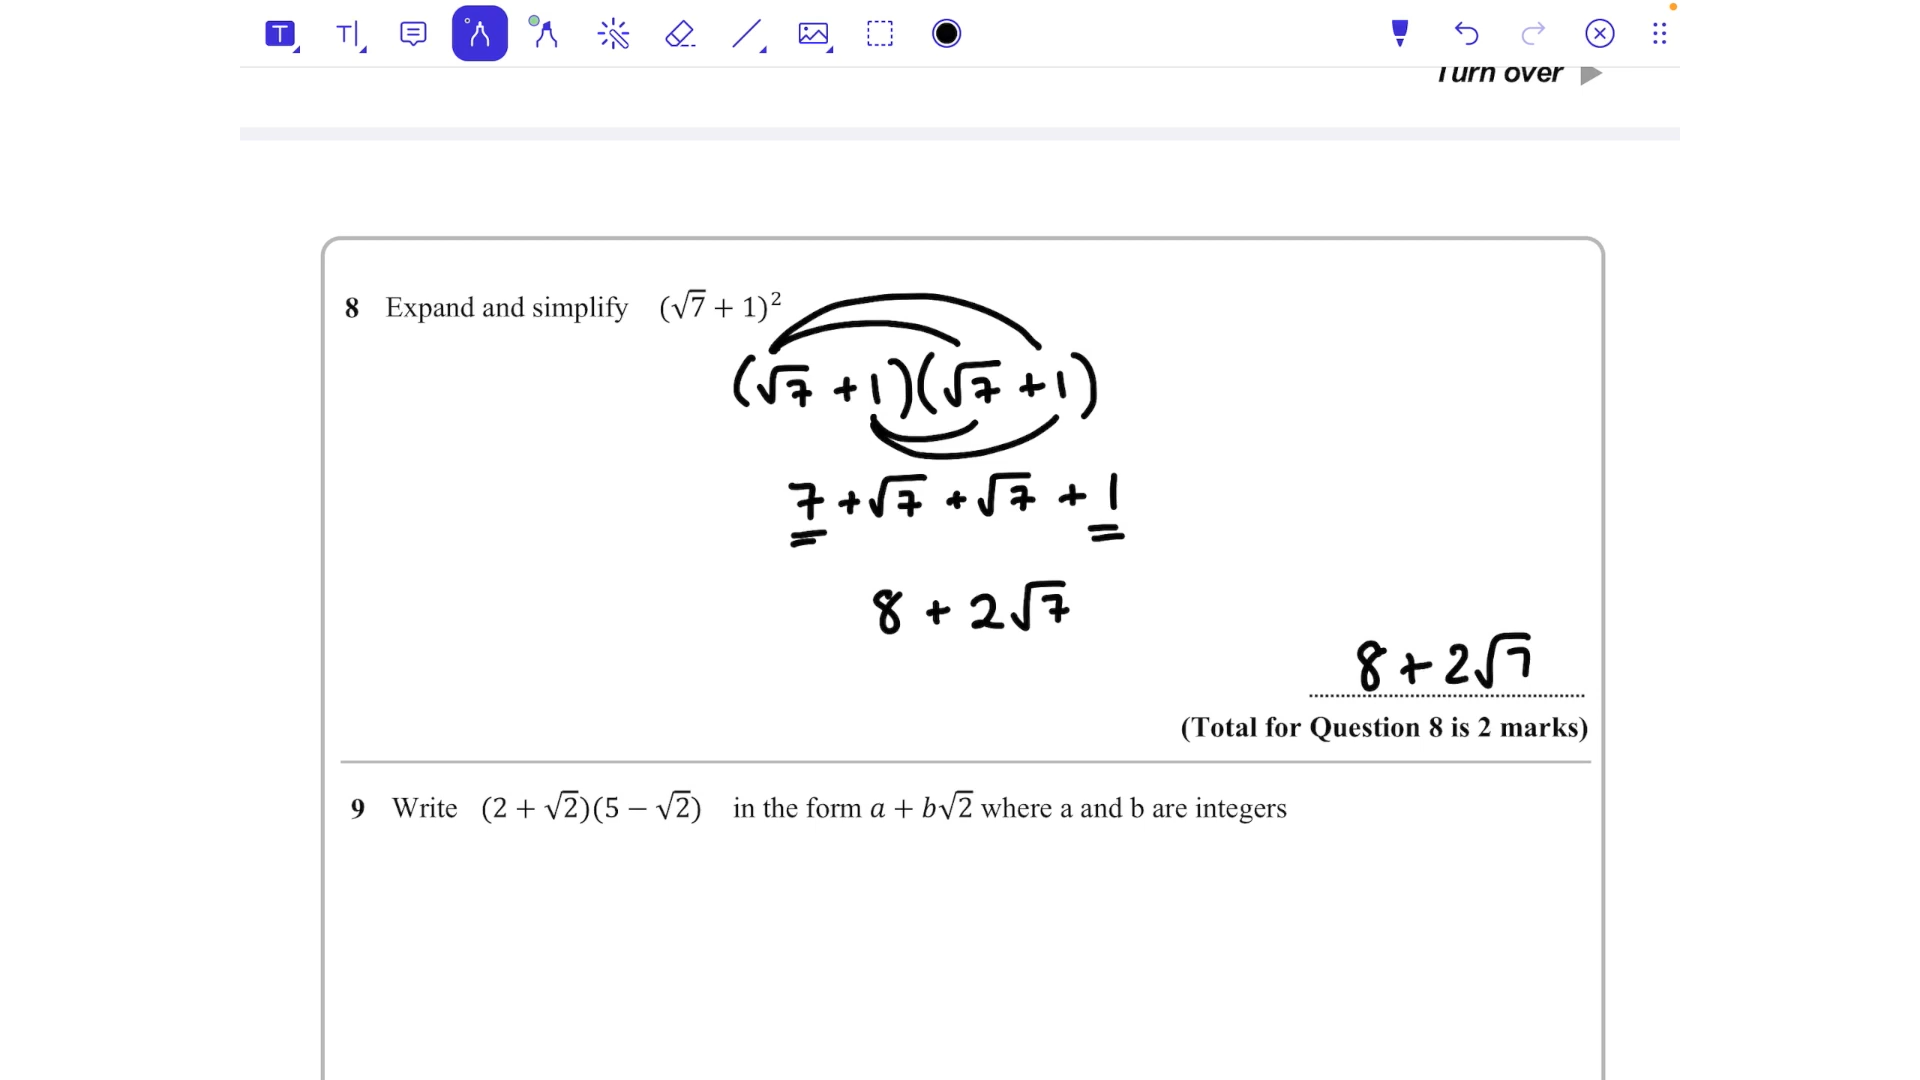 Turn over
8 Expand and simplify (√7 + 1)²
(√7 + 1)(√7 + 1)
7 + √7 + √7 + 1
8 + 2√7
8 + 2√7
(Total for Question 8 is 2 marks)
9 Write (2 + √2)(5 − √2) in the form a + b√2 where a and b are integers